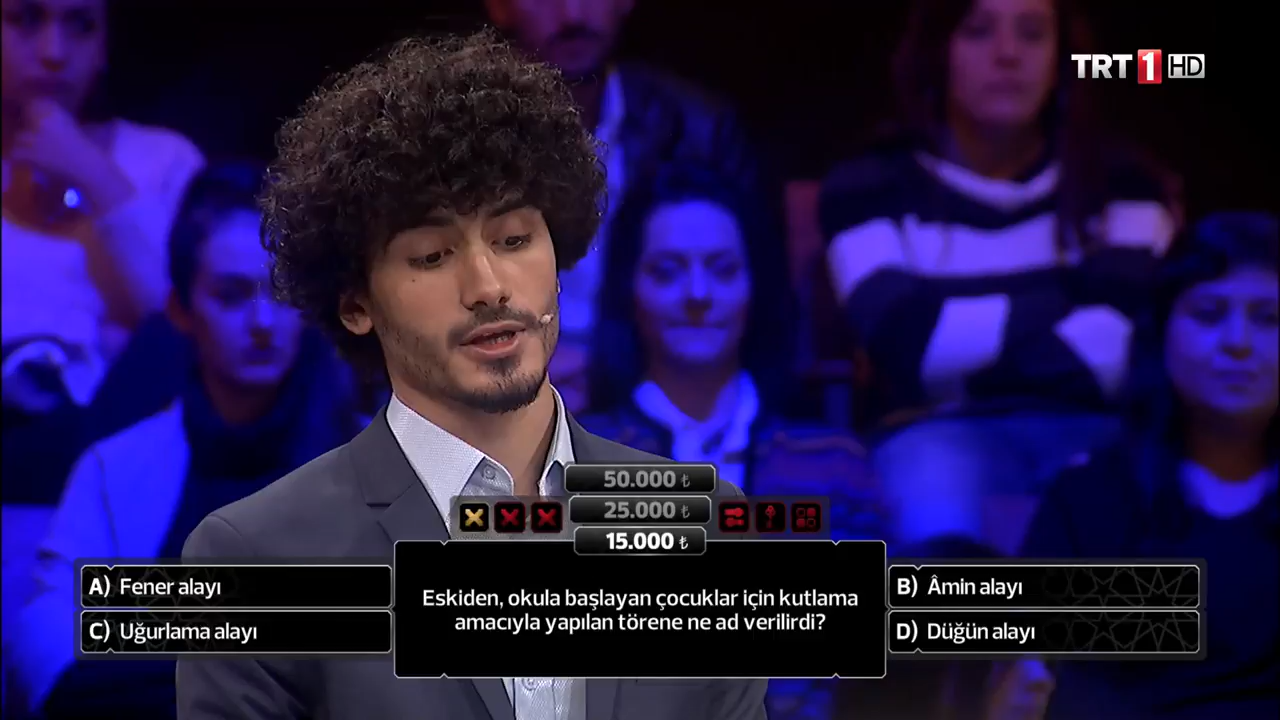 TRT 1 HD
50.000 ₺
25.000 ₺
15.000 ₺
Eskiden, okula başlayan çocuklar için kutlama
amacıyla yapılan törene ne ad verilirdi?
A) Fener alayı
B) Âmin alayı
C) Uğurlama alayı
D) Düğün alayı